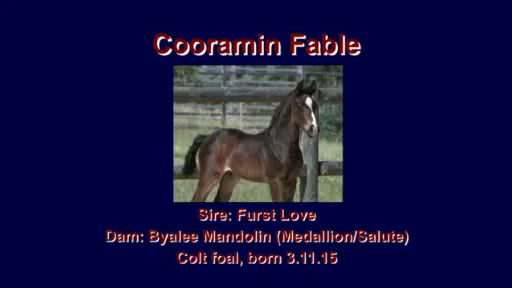 Cooramin Fable
Sire: Furst Love
Dam: Byalee Mandolin (Medallion/Salute)
Colt foal, born 3.11.15